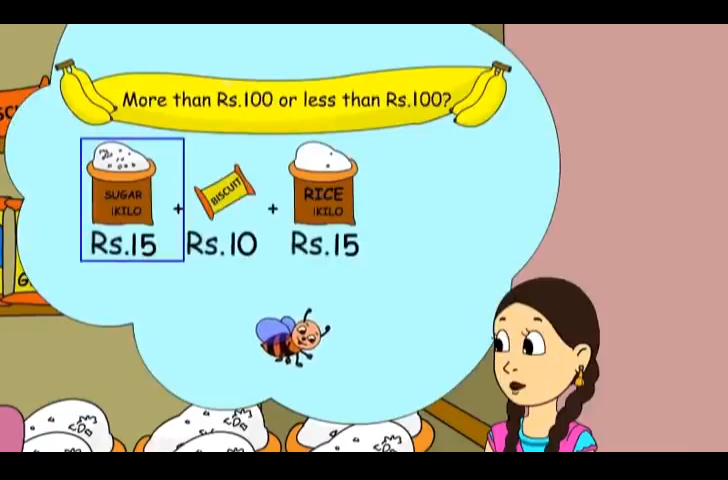 More than Rs.100 or less than Rs.100?
SUGAR
1KILO
BISCUIT
RICE
1KILO
+ +
Rs.15 Rs.10 Rs.15